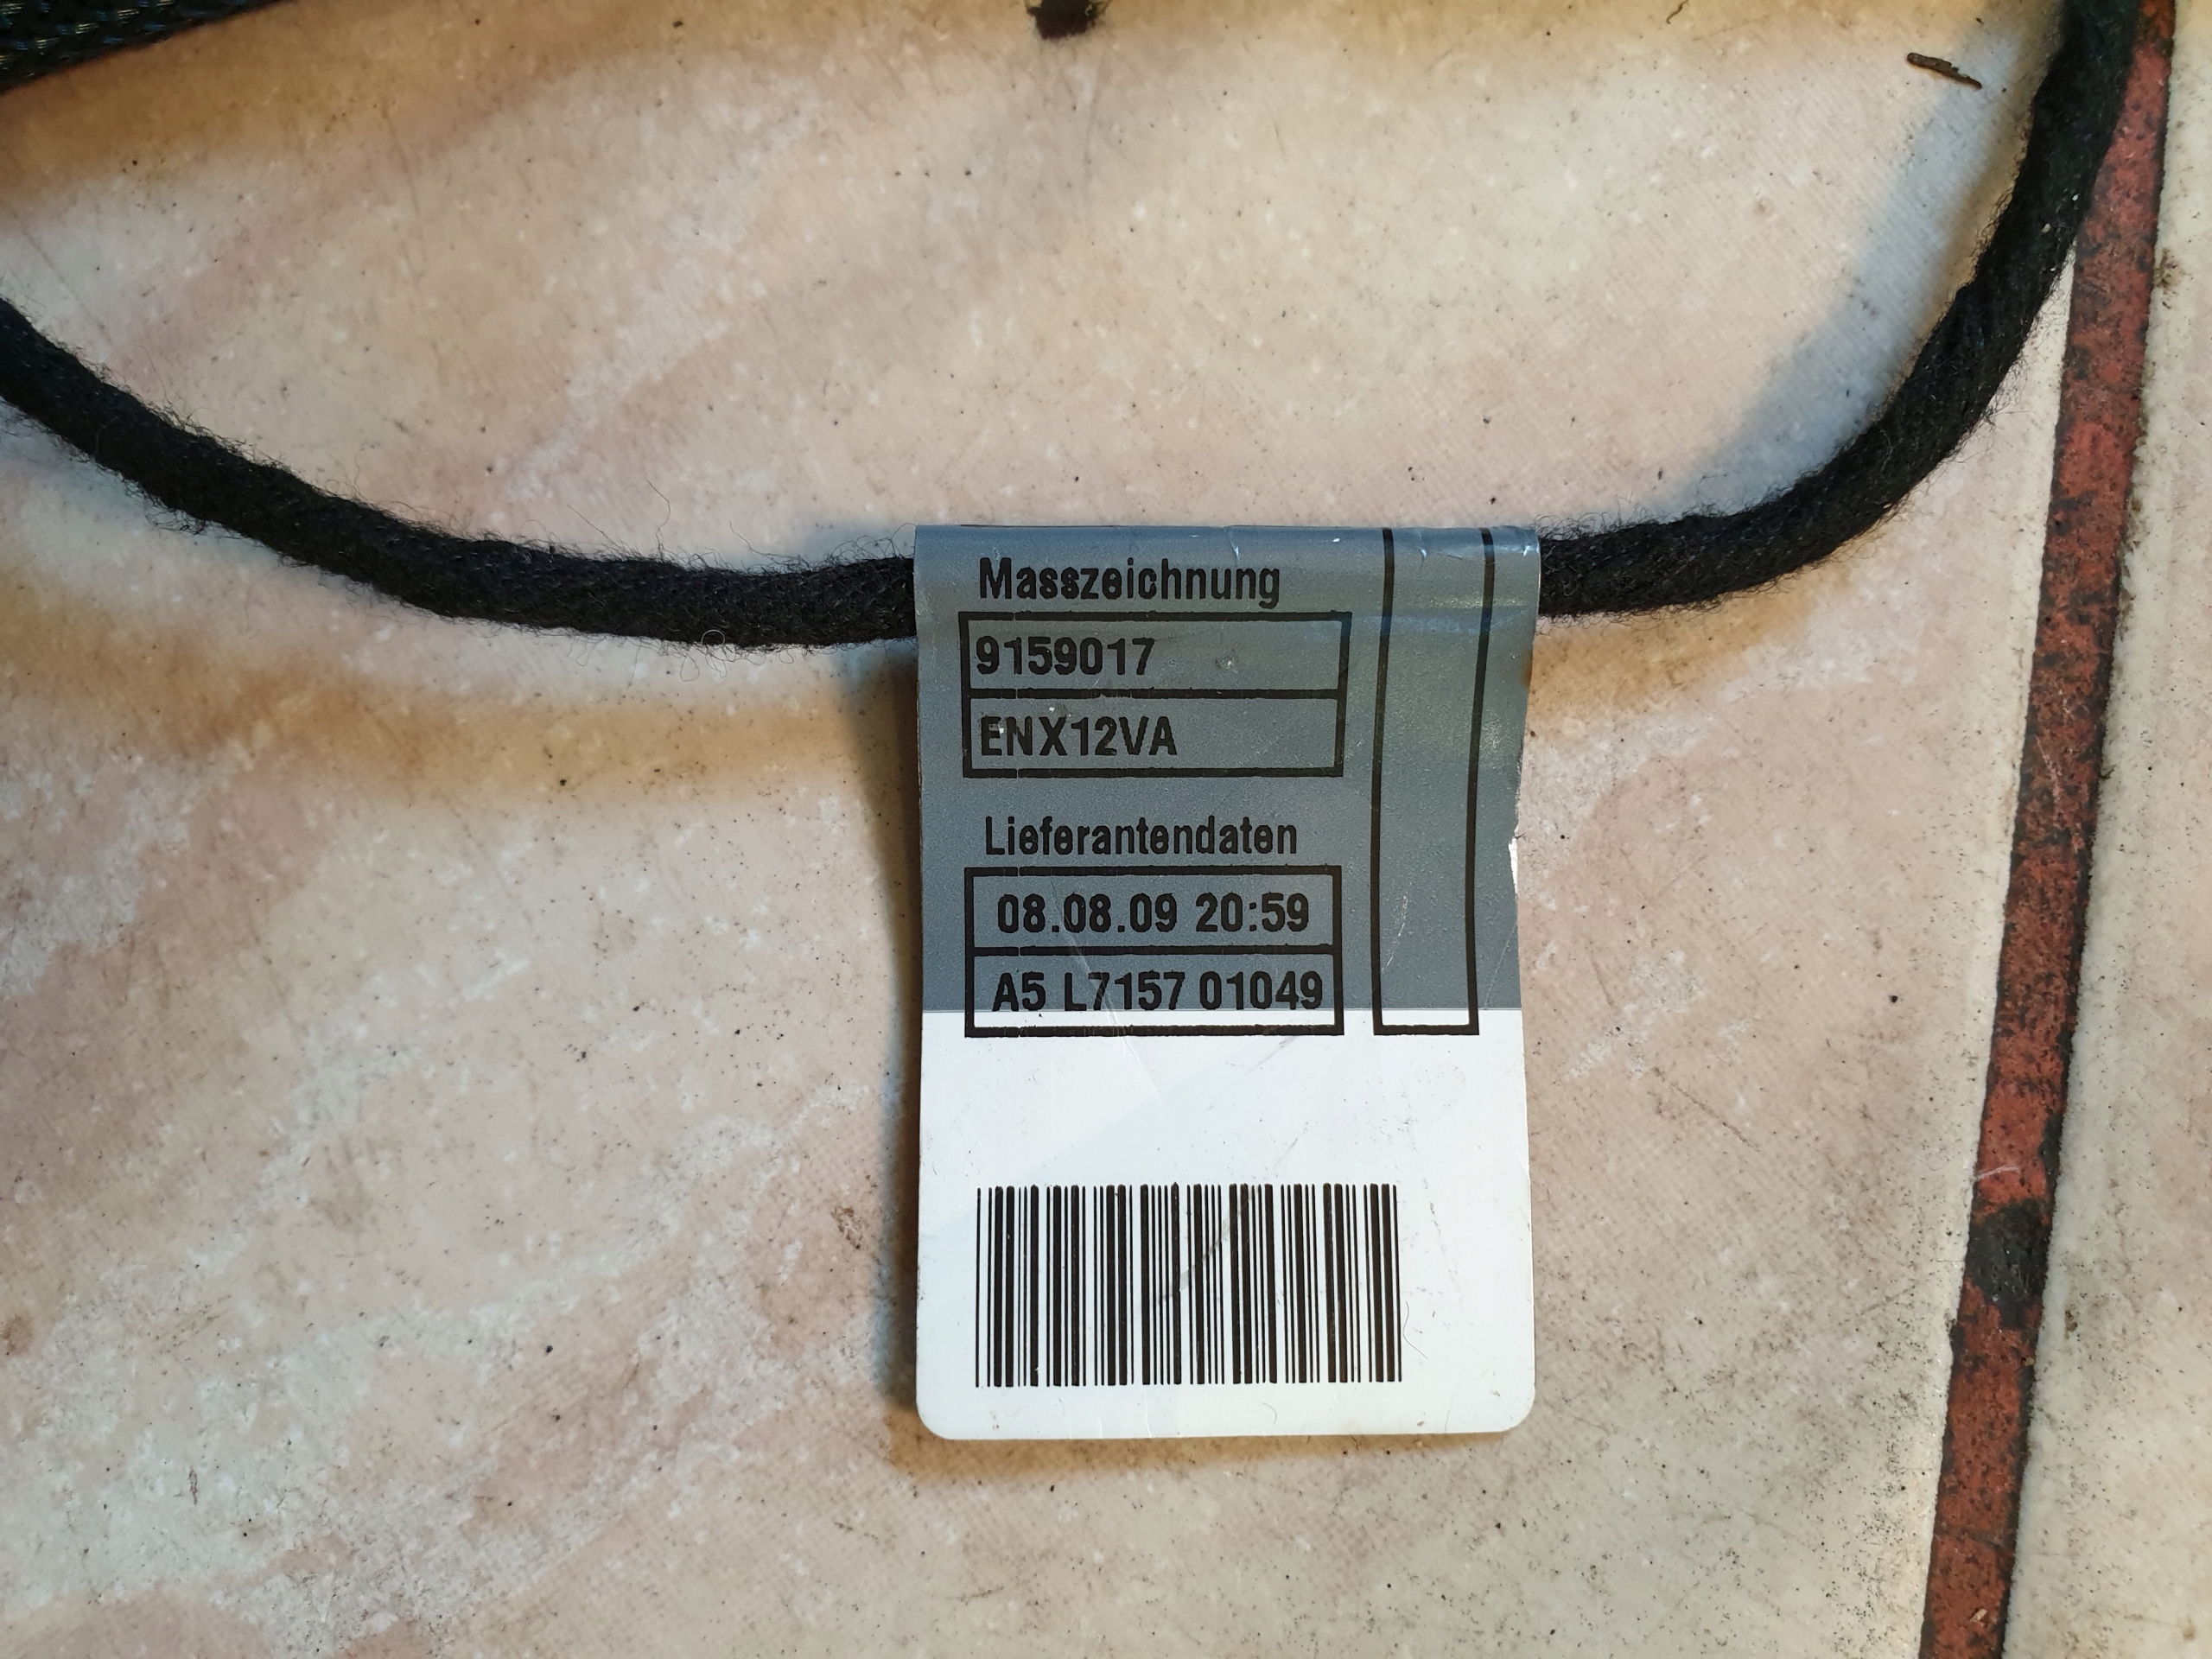 Masszeichnung
9159017
ENX12VA
Lieferantendaten
08.08.09 20:59
A5 L7157 01049